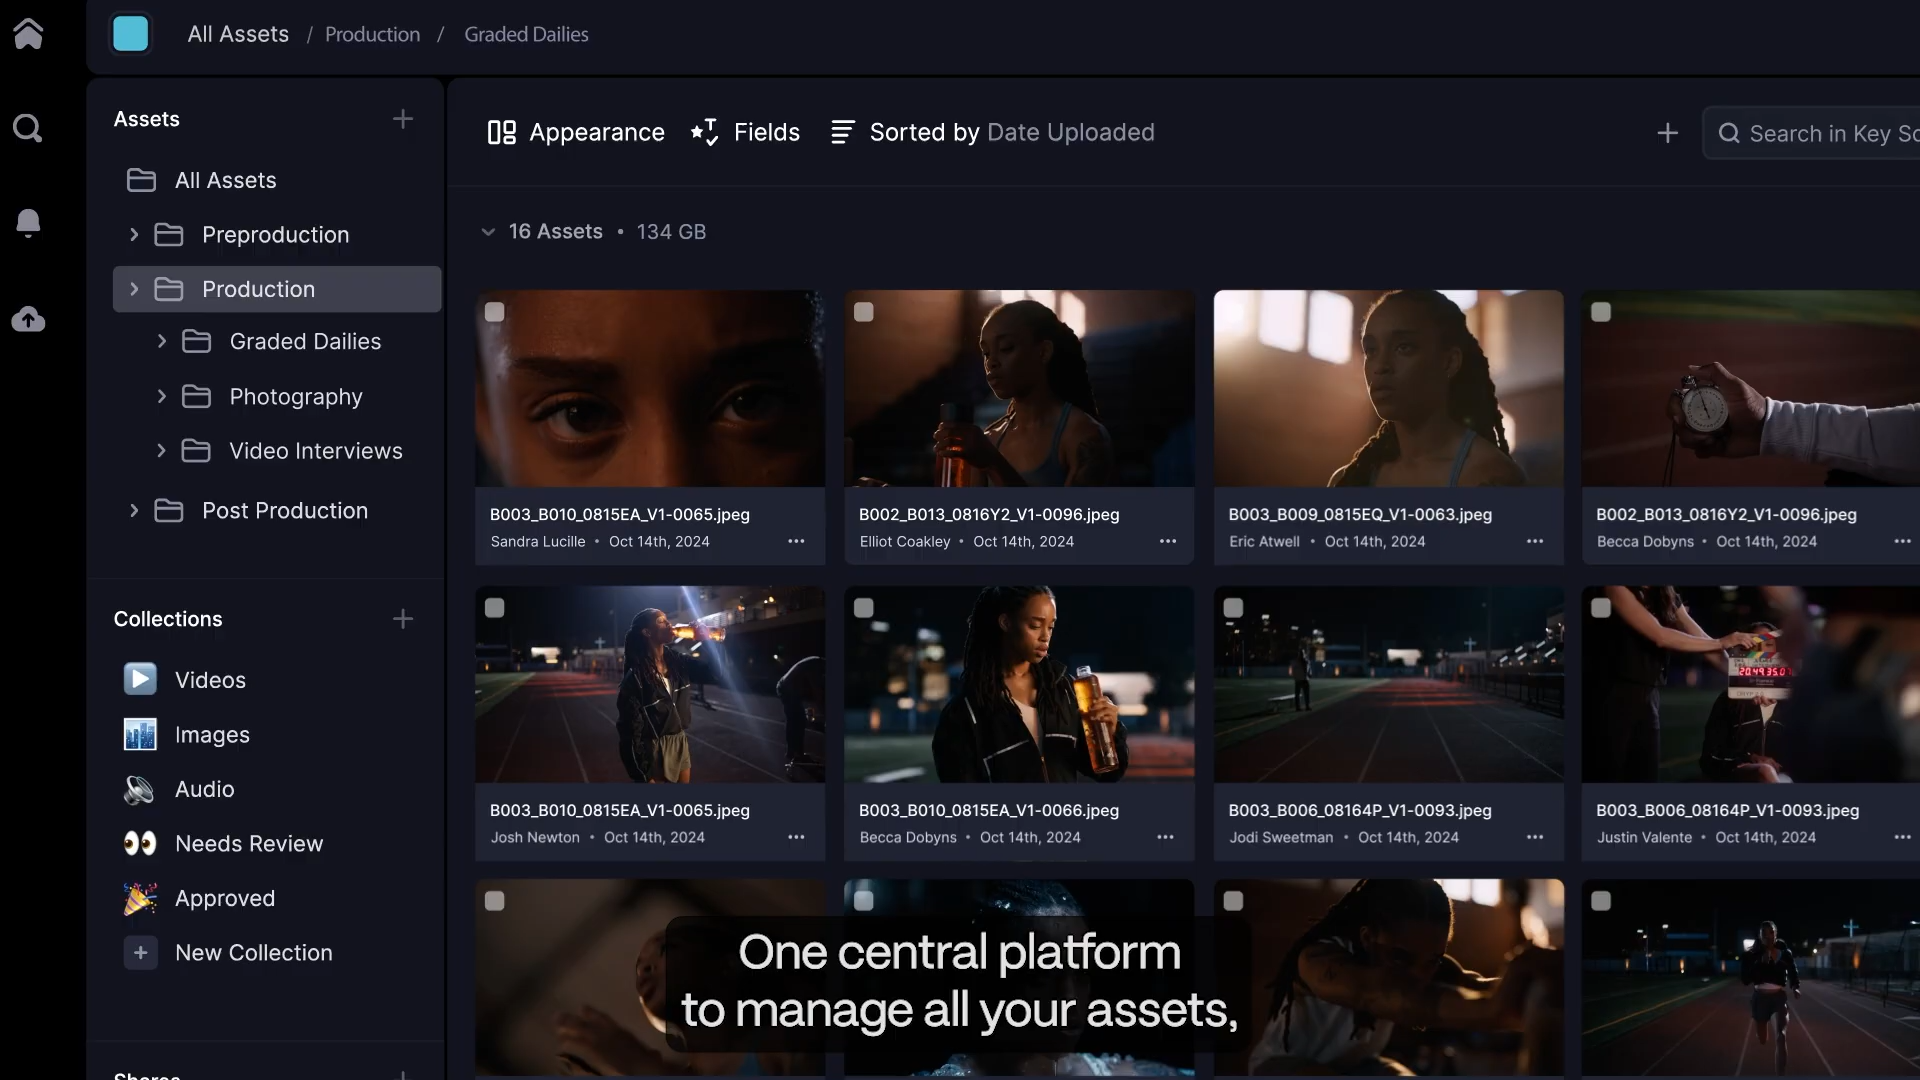 All Assets / Production / Graded Dailies
Assets
All Assets
Preproduction
Production
Graded Dailies
Photography
Video Interviews
Post Production
Collections
Videos
Images
Audio
Needs Review
Approved
New Collection
Appearance
Fields
Sorted by Date Uploaded
Search in Key
16 Assets • 134 GB
B003_B010_0815EA_V1-0065.jpeg
Sandra Lucille • Oct 14th, 2024
B002_B013_0816Y2_V1-0096.jpeg
Elliot Coakley • Oct 14th, 2024
B003_B009_0815EQ_V1-0063.jpeg
Eric Atwell • Oct 14th, 2024
B002_B013_0816Y2_V1-0096.jpeg
Becca Dobyns • Oct 14th, 2024
B003_B010_0815EA_V1-0065.jpeg
Josh Newton • Oct 14th, 2024
B003_B010_0815EA_V1-0066.jpeg
Becca Dobyns • Oct 14th, 2024
B003_B006_08164P_V1-0093.jpeg
Jodi Sweetman • Oct 14th, 2024
B003_B006_08164P_V1-0093.jpeg
Justin Valente • Oct 14th, 2024
One central platform
to manage all your assets,